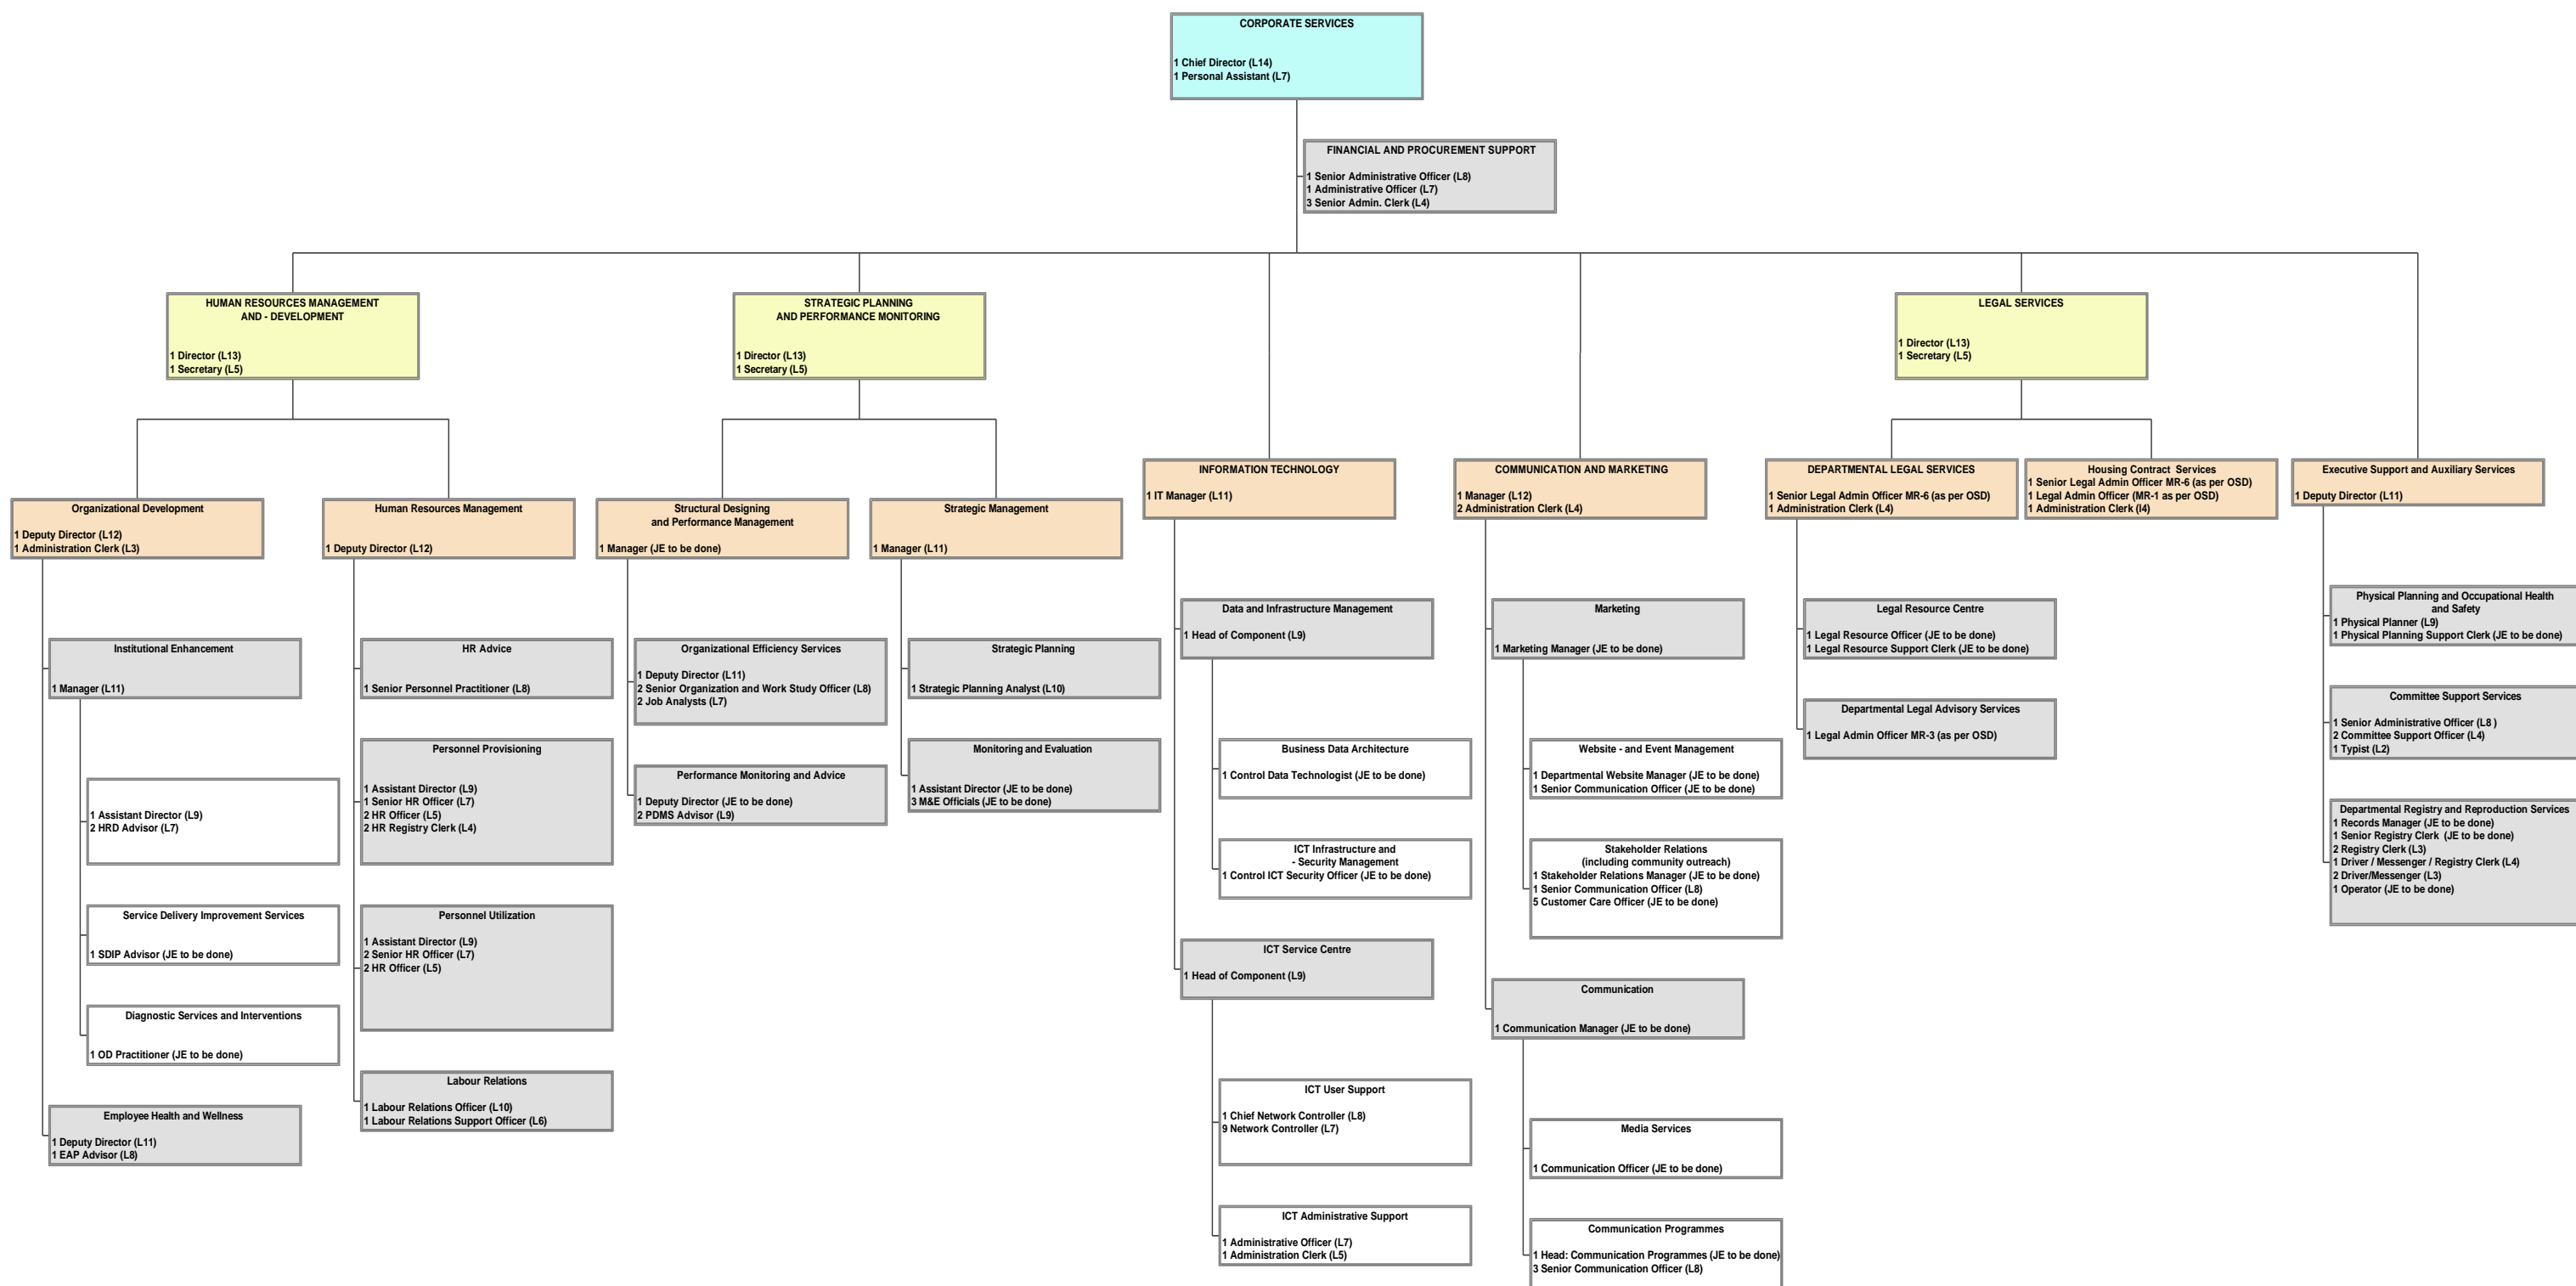 CORPORATE SERVICES
1 Chief Director (L14)
1 Personal Assistant (L7)
FINANCIAL AND PROCUREMENT SUPPORT
1 Senior Administrative Officer (L8)
1 Administrative Officer (L7)
3 Senior Admin. Clerk (L4)
HUMAN RESOURCES MANAGEMENT
AND - DEVELOPMENT
1 Director (L13)
1 Secretary (L5)
STRATEGIC PLANNING
AND PERFORMANCE MONITORING
1 Director (L13)
1 Secretary (L5)
LEGAL SERVICES
1 Director (L13)
1 Secretary (L5)
Organizational Development
1 Deputy Director (L12)
1 Administration Clerk (L3)
Human Resources Management
1 Deputy Director (L12)
Structural Designing
and Performance Management
1 Manager (JE to be done)
Strategic Management
1 Manager (L11)
INFORMATION TECHNOLOGY
1 IT Manager (L11)
COMMUNICATION AND MARKETING
1 Manager (L12)
2 Administration Clerk (L4)
DEPARTMENTAL LEGAL SERVICES
1 Senior Legal Admin Officer MR-6 (as per OSD)
1 Administration Clerk (L4)
Housing Contract  Services
1 Senior Legal Admin Officer MR-6 (as per OSD)
1 Legal Admin Officer (MR-1 as per OSD)
1 Administration Clerk (l4)
Executive Support and Auxiliary Services
1 Deputy Director (L11)
Institutional Enhancement
1 Manager (L11)
1 Assistant Director (L9)
2 HRD Advisor (L7)
Service Delivery Improvement Services
1 SDIP Advisor (JE to be done)
Diagnostic Services and Interventions
1 OD Practitioner (JE to be done)
Employee Health and Wellness
1 Deputy Director (L11)
1 EAP Advisor (L8)
HR Advice
1 Senior Personnel Practitioner (L8)
Personnel Provisioning
1 Assistant Director (L9)
1 Senior HR Officer (L7)
2 HR Officer (L5)
2 HR Registry Clerk (L4)
Personnel Utilization
1 Assistant Director (L9)
2 Senior HR Officer (L7)
2 HR Officer (L5)
Labour Relations
1 Labour Relations Officer (L10)
1 Labour Relations Support Officer (L6)
Organizational Efficiency Services
1 Deputy Director (L11)
2 Senior Organization and Work Study Officer (L8)
2 Job Analysts (L7)
Performance Monitoring and Advice
1 Deputy Director (JE to be done)
2 PDMS Advisor (L9)
Strategic Planning
1 Strategic Planning Analyst (L10)
Monitoring and Evaluation
1 Assistant Director (JE to be done)
3 M&E Officials (JE to be done)
Data and Infrastructure Management
1 Head of Component (L9)
Business Data Architecture
1 Control Data Technologist (JE to be done)
ICT Infrastructure and
- Security Management
1 Control ICT Security Officer (JE to be done)
ICT Service Centre
1 Head of Component (L9)
ICT User Support
1 Chief Network Controller (L8)
9 Network Controller (L7)
ICT Administrative Support
1 Administrative Officer (L7)
1 Administration Clerk (L5)
Marketing
1 Marketing Manager (JE to be done)
Website - and Event Management
1 Departmental Website Manager (JE to be done)
1 Senior Communication Officer (JE to be done)
Stakeholder Relations
(including community outreach)
1 Stakeholder Relations Manager (JE to be done)
1 Senior Communication Officer (L8)
5 Customer Care Officer (JE to be done)
Communication
1 Communication Manager (JE to be done)
Media Services
1 Communication Officer (JE to be done)
Communication Programmes
1 Head: Communication Programmes (JE to be done)
3 Senior Communication Officer (L8)
Legal Resource Centre
1 Legal Resource Officer (JE to be done)
1 Legal Resource Support Clerk (JE to be done)
Departmental Legal Advisory Services
1 Legal Admin Officer MR-3 (as per OSD)
Physical Planning and Occupational Health
and Safety
1 Physical Planner (L9)
1 Physical Planning Support Clerk (JE to be done)
Committee Support Services
1 Senior Administrative Officer (L8 )
2 Committee Support Officer (L4)
1 Typist (L2)
Departmental Registry and Reproduction Services
1 Records Manager (JE to be done)
1 Senior Registry Clerk  (JE to be done)
2 Registry Clerk (L3)
1 Driver / Messenger / Registry Clerk (L4)
2 Driver/Messenger (L3)
1 Operator (JE to be done)